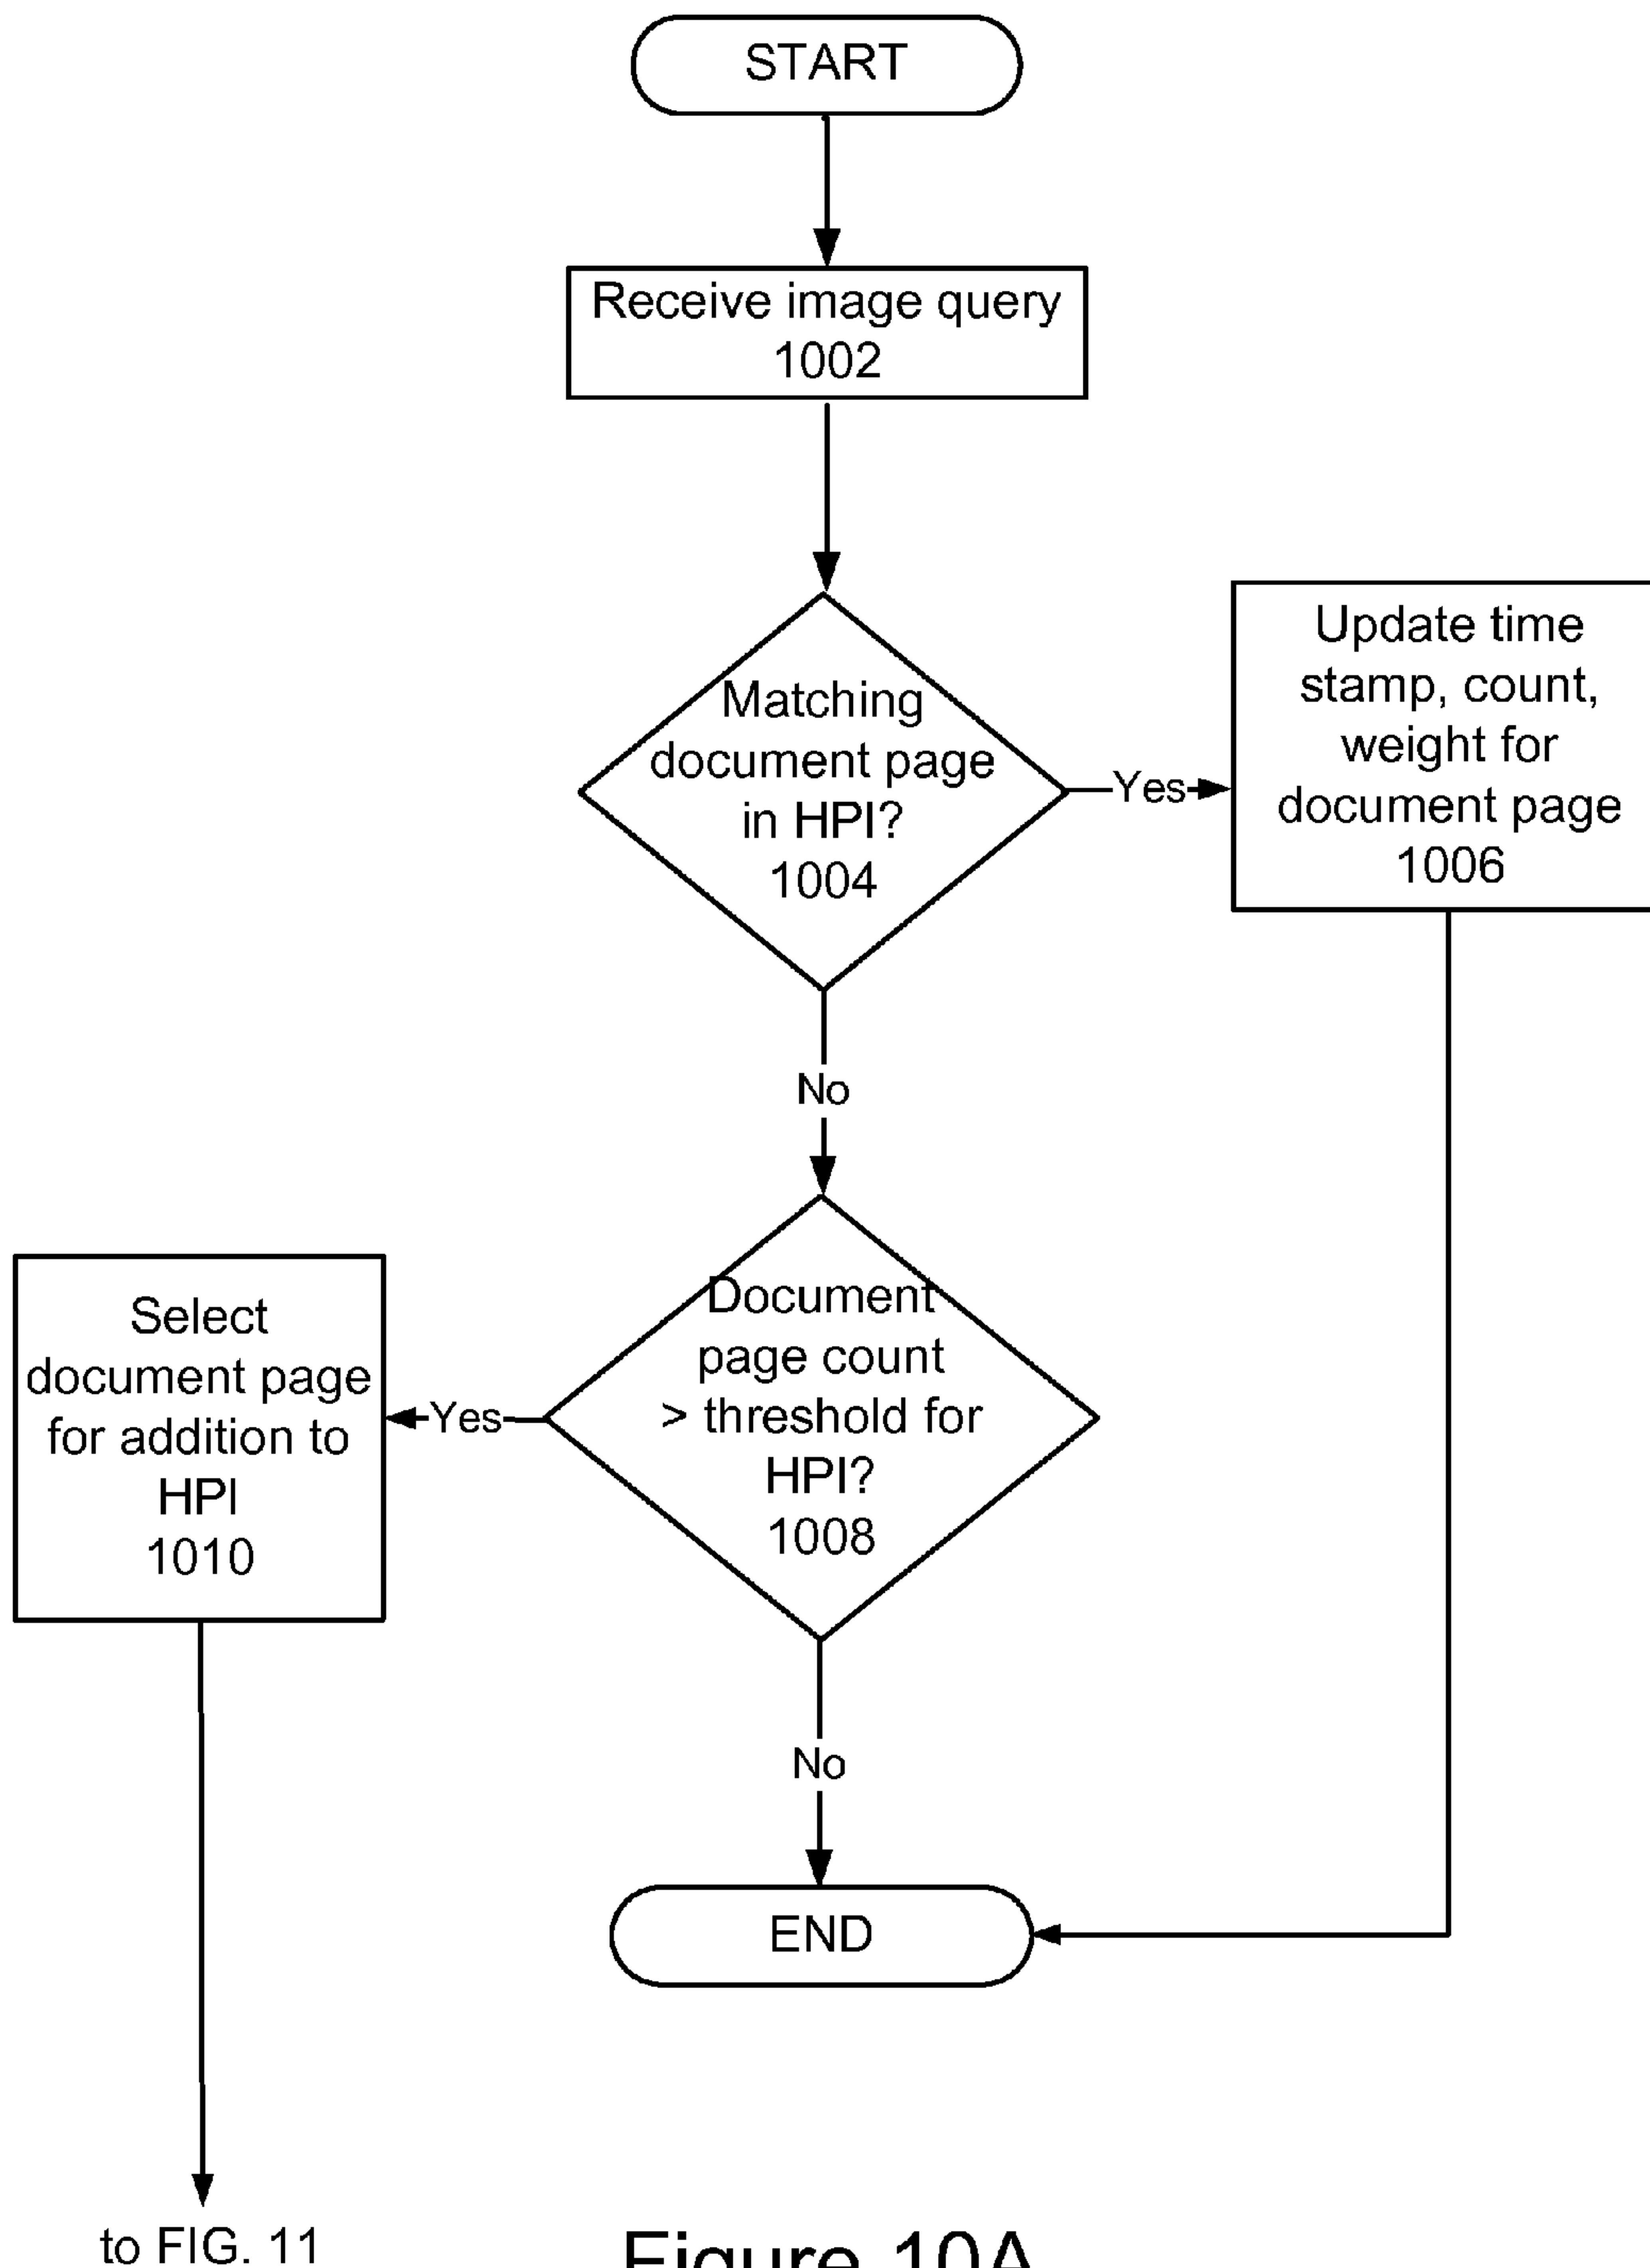 START
Receive image query
1002
Matching
document page
in HPI?
1004
Yes
Update time
stamp, count,
weight for
document page
1006
No
Document
page count
> threshold for
HPI?
1008
Yes
Select
document page
for addition to
HPI
1010
No
END
to FIG. 11
Figure 10A